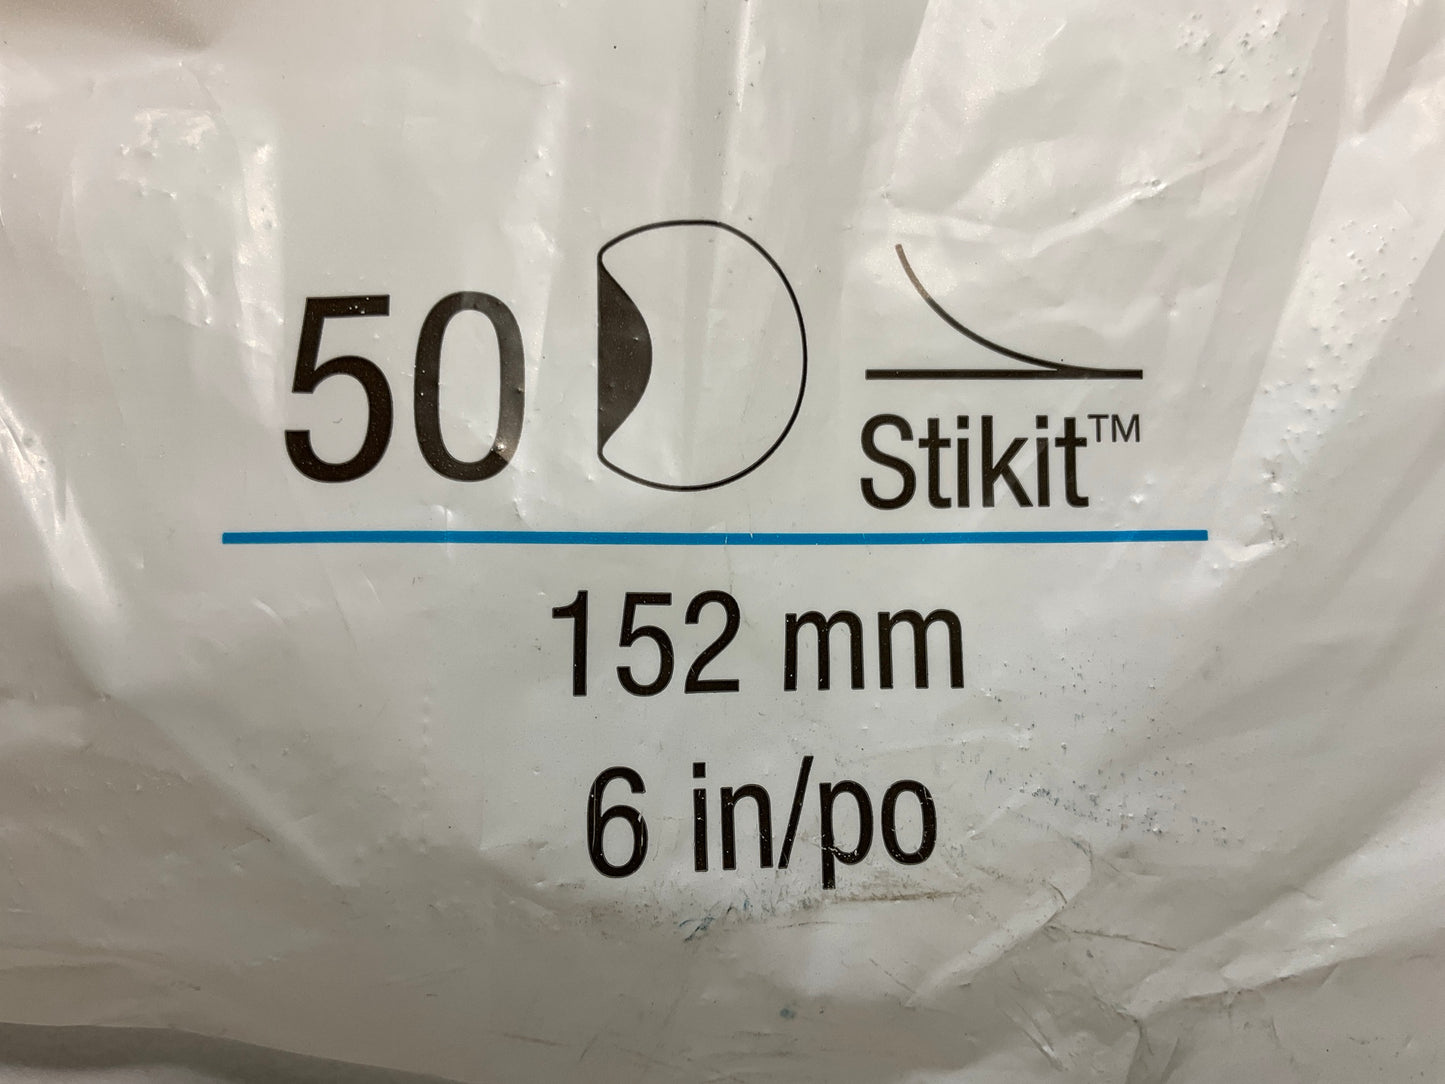 50
Stikit™
152 mm
6 in/po